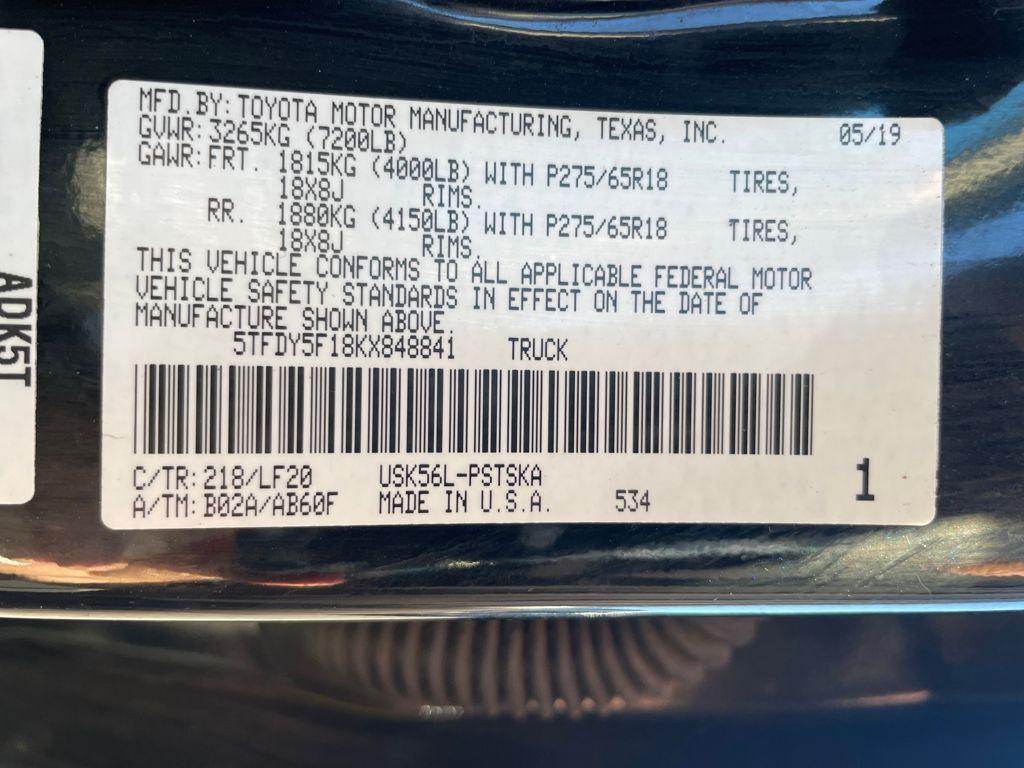 MFD.BY: TOYOTA MOTOR MANUFACTURING, TEXAS, INC. 05/19
GVWR: 3265KG (7200LB)
GAWR: FRT. 1815KG (4000LB) WITH P275/65R18 TIRES,
18X8J RIMS.
RR. 1880KG (4150LB) WITH P275/65R18 TIRES,
18X8J RIMS.
THIS VEHICLE CONFORMS TO ALL APPLICABLE FEDERAL MOTOR
VEHICLE SAFETY STANDARDS IN EFFECT ON THE DATE OF
MANUFACTURE SHOWN ABOVE.
5TFDY5F18KX848841 TRUCK
C/TR: 218/LF20 USK56L-PSTSKA
A/TM: B02A/AB60F MADE IN U.S.A. 534 1
ADK5T